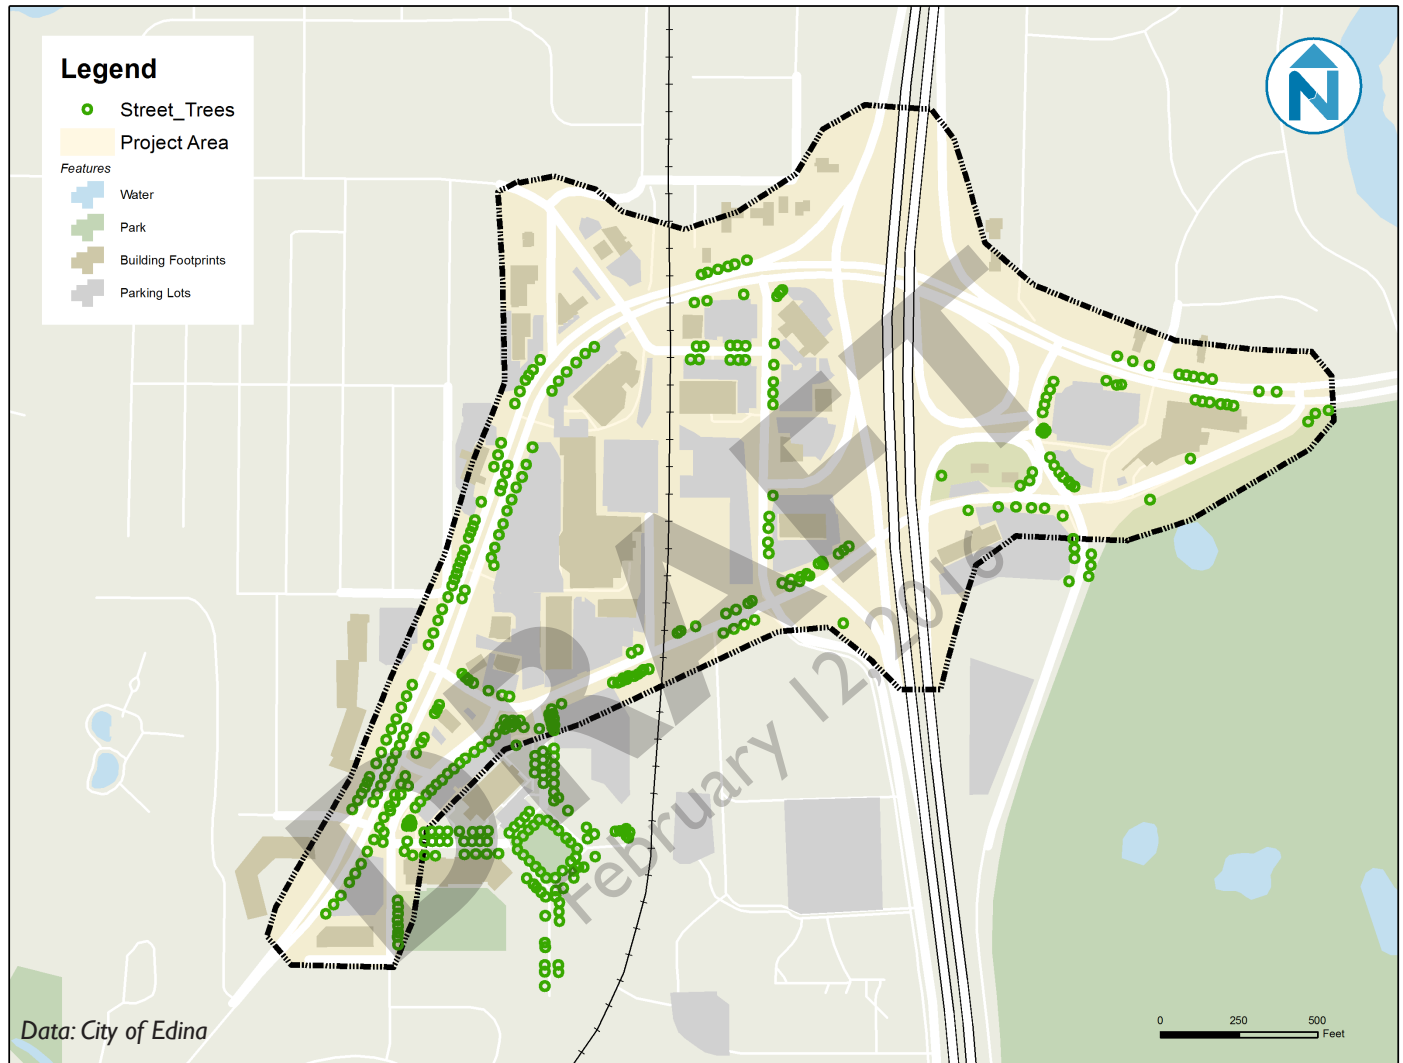 Legend
Street_Trees
Project Area
Features
Water
Park
Building Footprints
Parking Lots
N
DRAFT
February 12, 2016
Data: City of Edina
0 250 500
Feet